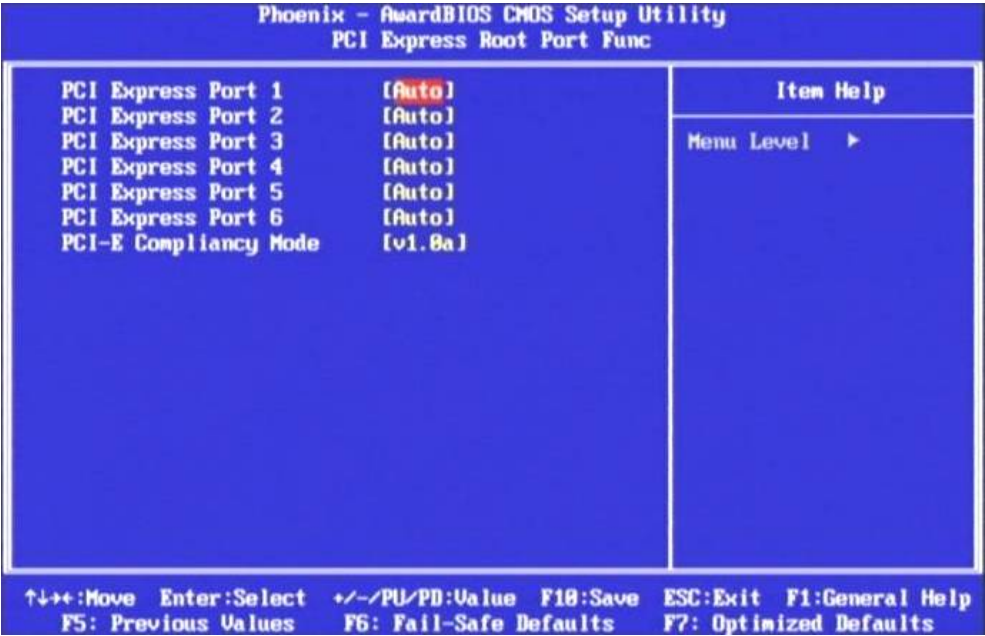 Phoenix - AwardBIOS CMOS Setup Utility
PCI Express Root Port Func
PCI Express Port 1 [Auto]
PCI Express Port 2 [Auto]
PCI Express Port 3 [Auto]
PCI Express Port 4 [Auto]
PCI Express Port 5 [Auto]
PCI Express Port 6 [Auto]
PCI-E Compliancy Mode [v1.0a]
Item Help
Menu Level ►
↑↓→←:Move Enter:Select +/-/PU/PD:Value F10:Save ESC:Exit F1:General Help
F5: Previous Values F6: Fail-Safe Defaults F7: Optimized Defaults